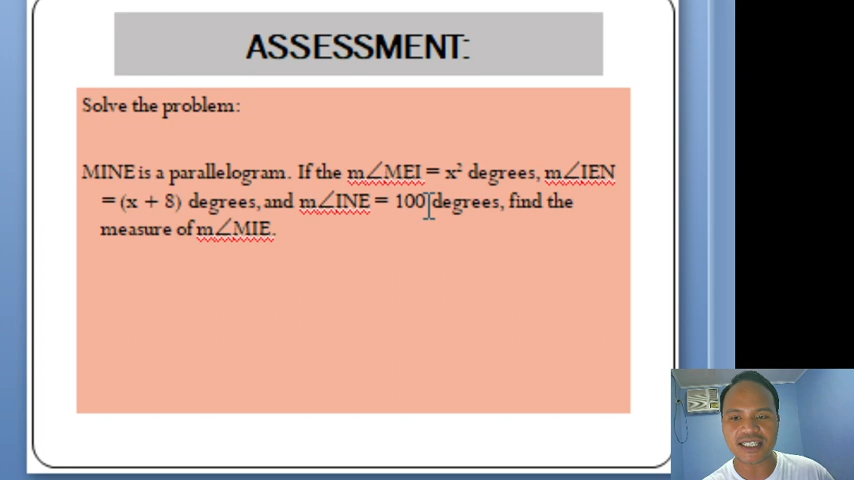 ASSESSMENT:
Solve the problem:
MINE is a parallelogram. If the m∠MEI = x² degrees, m∠IEN
= (x + 8) degrees, and m∠INE = 100 degrees, find the
measure of m∠MIE.